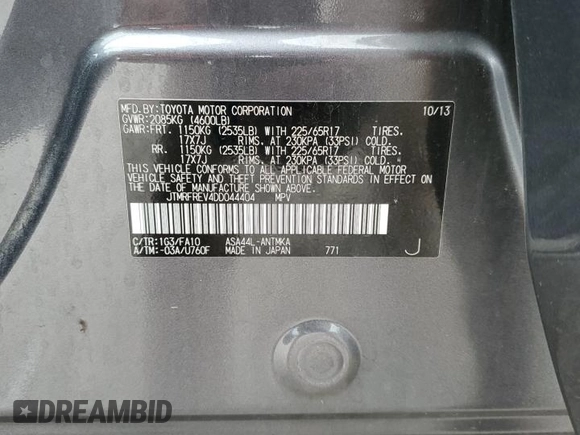 MFD.BY:TOYOTA MOTOR CORPORATION 10/13
GVWR:2085KG (4600LB)
GAWR:FRT. 1150KG (2535LB) WITH 225/65R17 TIRES.
17X7J RIMS. AT 230KPA (33PSI) COLD.
RR. 1150KG (2535LB) WITH 225/65R17 TIRES.
17X7J RIMS. AT 230KPA (33PSI) COLD.
THIS VEHICLE CONFORMS TO ALL APPLICABLE FEDERAL MOTOR
VEHICLE SAFETY AND THEFT PREVENTION STANDARDS IN EFFECT
ON THE DATE OF MANUFACTURE SHOWN ABOVE.
JTMRFREV4DD044404 MPV
C/TR:1G3/FA10 ASA44L-ANTMKA
A/TM:-03A/U760F MADE IN JAPAN 771 J
DREAMBID